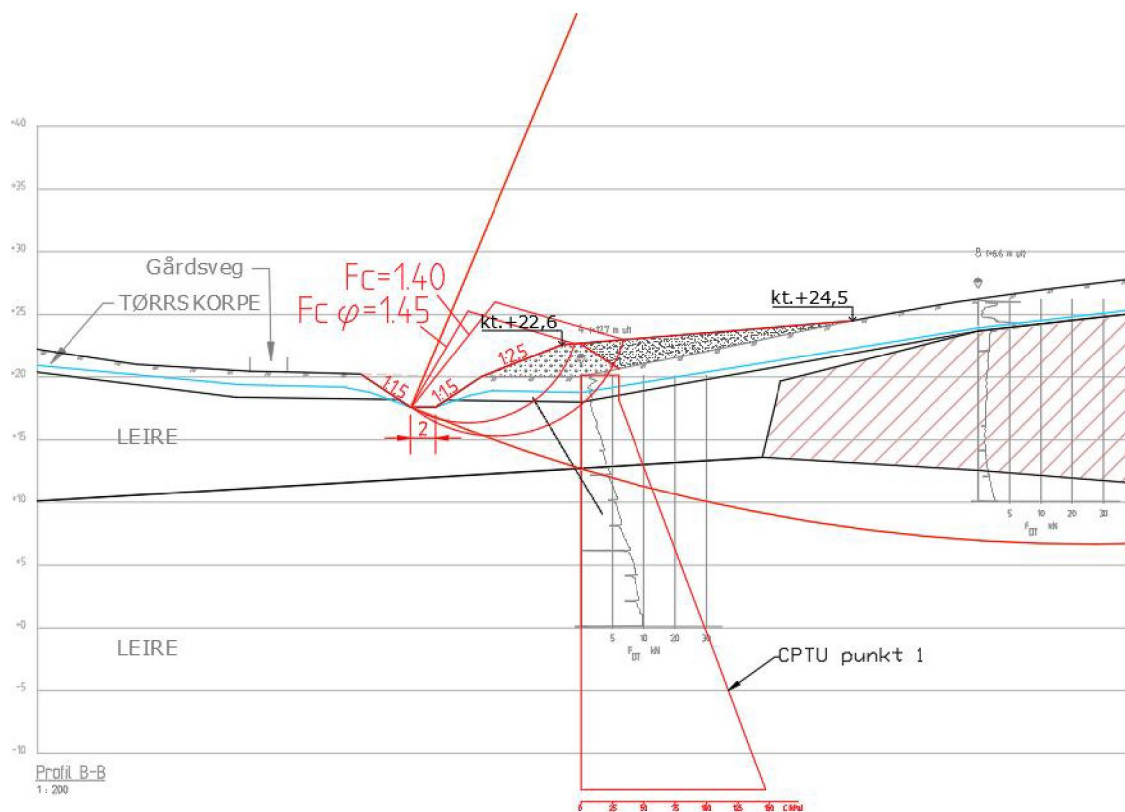 +40
+35
+30
+25
+20
+15
+10
+5
+0
-5
-10
Gårdsveg
TØRRSKORPE
Fc=1.40
Fc φ=1.45
kt.+22,6
kt.+24,5
1:1.5
1:1.5
1:2.5
2
LEIRE
LEIRE
5 10 20 30
F DT kN
5 10 20 30
F DT kN
CPTU punkt 1
0 25 50 75 100 125 150
Profil B-B
1 : 200